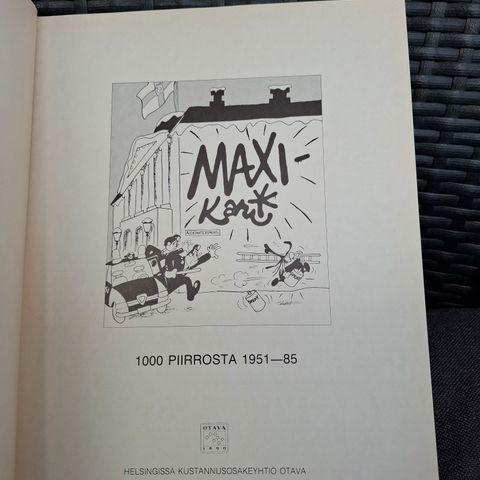 MAXI-
Kari
1000 PIIRROSTA 1951—85
OTAVA
1890
HELSINGISSÄ KUSTANNUSOSAKEYHTIÖ OTAVA